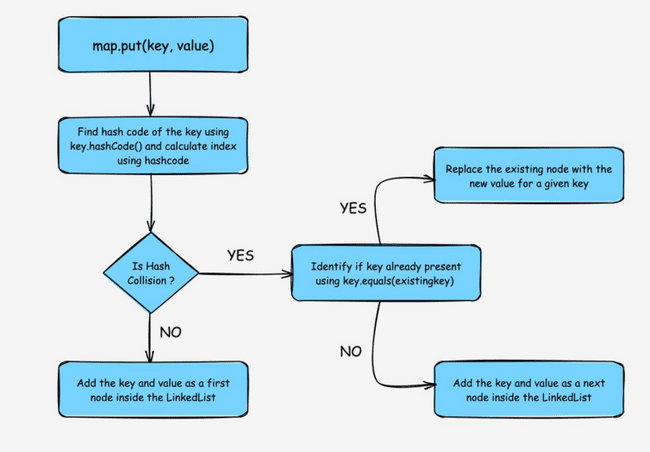 map.put(key, value)
Find hash code of the key using
key.hashCode() and calculate index
using hashcode
Replace the existing node with the
new value for a given key
YES
Is Hash
Collision ?
YES
Identify if key already present
using key.equals(existingkey)
NO
NO
Add the key and value as a first
node inside the LinkedList
Add the key and value as a next
node inside the LinkedList